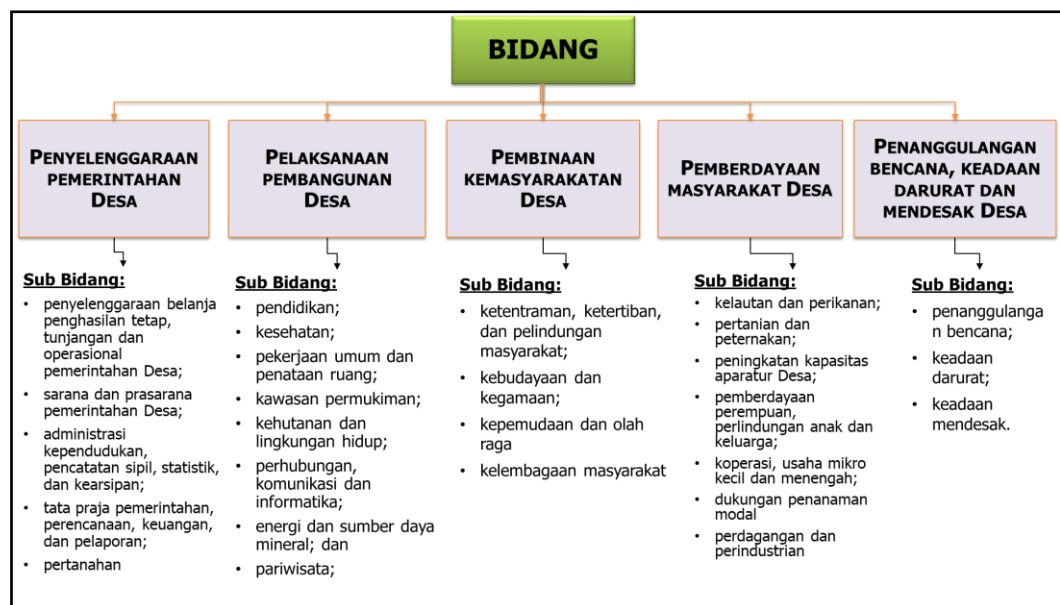 BIDANG
PENYELENGGARAAN
PEMERINTAHAN
DESA
PELAKSANAAN
PEMBANGUNAN
DESA
PEMBINAAN
KEMASYARAKATAN
DESA
PEMBERDAYAAN
MASYARAKAT DESA
PENANGGULANGAN
BENCANA, KEADAAN
DARURAT DAN
MENDESAK DESA
Sub Bidang:
• penyelenggaraan belanja
penghasilan tetap,
tunjangan dan
operasional
pemerintahan Desa;
• sarana dan prasarana
pemerintahan Desa;
• administrasi
kependudukan,
pencatatan sipil, statistik,
dan kearsipan;
• tata praja pemerintahan,
perencanaan, keuangan,
dan pelaporan;
• pertanahan
Sub Bidang:
• pendidikan;
• kesehatan;
• pekerjaan umum dan
penataan ruang;
• kawasan permukiman;
• kehutanan dan
lingkungan hidup;
• perhubungan,
komunikasi dan
informatika;
• energi dan sumber daya
mineral; dan
• pariwisata;
Sub Bidang:
• ketentraman, ketertiban,
dan pelindungan
masyarakat;
• kebudayaan dan
kegamaan;
• kepemudaan dan olah
raga
• kelembagaan masyarakat
Sub Bidang:
• kelautan dan perikanan;
• pertanian dan
peternakan;
• peningkatan kapasitas
aparatur Desa;
• pemberdayaan
perempuan,
perlindungan anak dan
keluarga;
• koperasi, usaha mikro
kecil dan menengah;
• dukungan penanaman
modal
• perdagangan dan
perindustrian
Sub Bidang:
• penanggulanga
n bencana;
• keadaan
darurat;
• keadaan
mendesak.